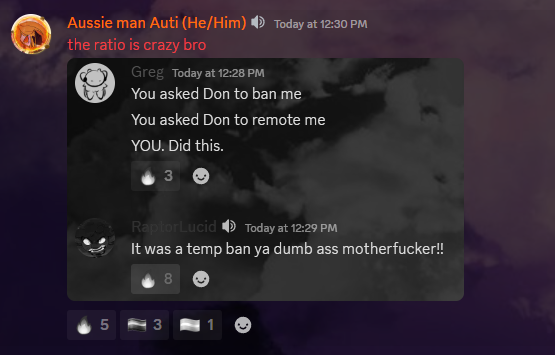 Aussie man Auti (He/Him) Today at 12:30 PM
the ratio is crazy bro
Greg Today at 12:28 PM
You asked Don to ban me
You asked Don to remote me
YOU. Did this.
3
RaptorLucid Today at 12:29 PM
It was a temp ban ya dumb ass motherfucker!!
8
5 3 1